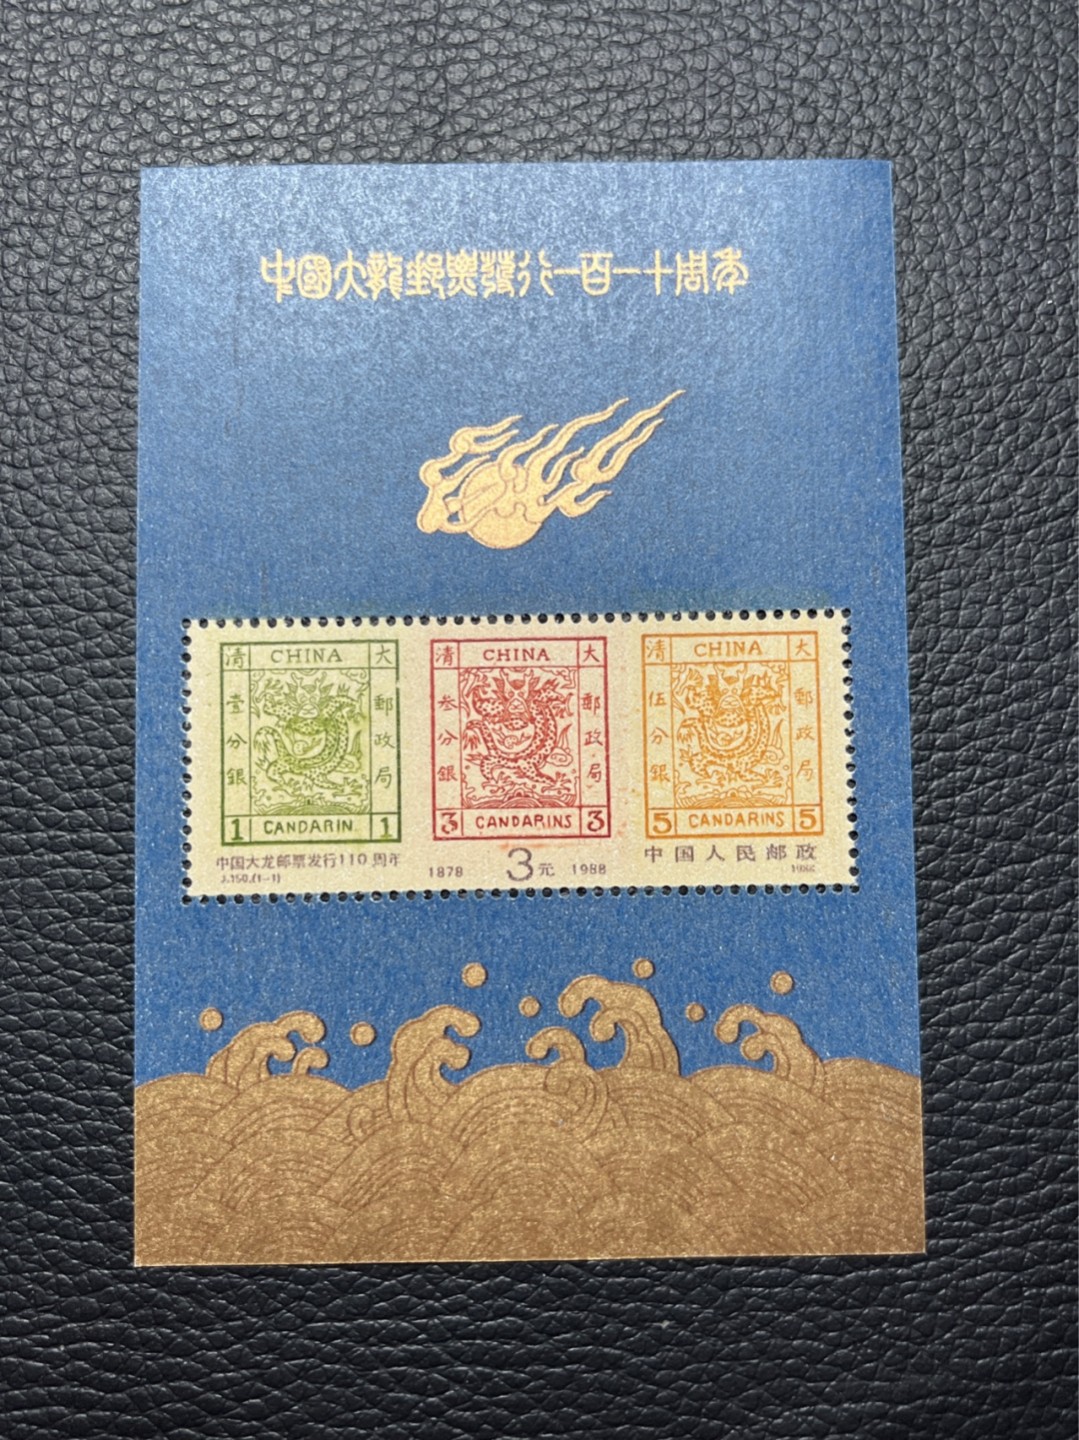 中國大龍郵票發行一百一十周年
清 CHINA 大
壹分銀
郵政局
1 CANDARIN 1
清 CHINA 大
叁分銀
郵政局
3 CANDARINS 3
清 CHINA 大
伍分銀
郵政局
5 CANDARINS 5
中国大龙邮票发行110周年
J.150.(1-1)
1878 3元 1988
中国人民邮政
1988